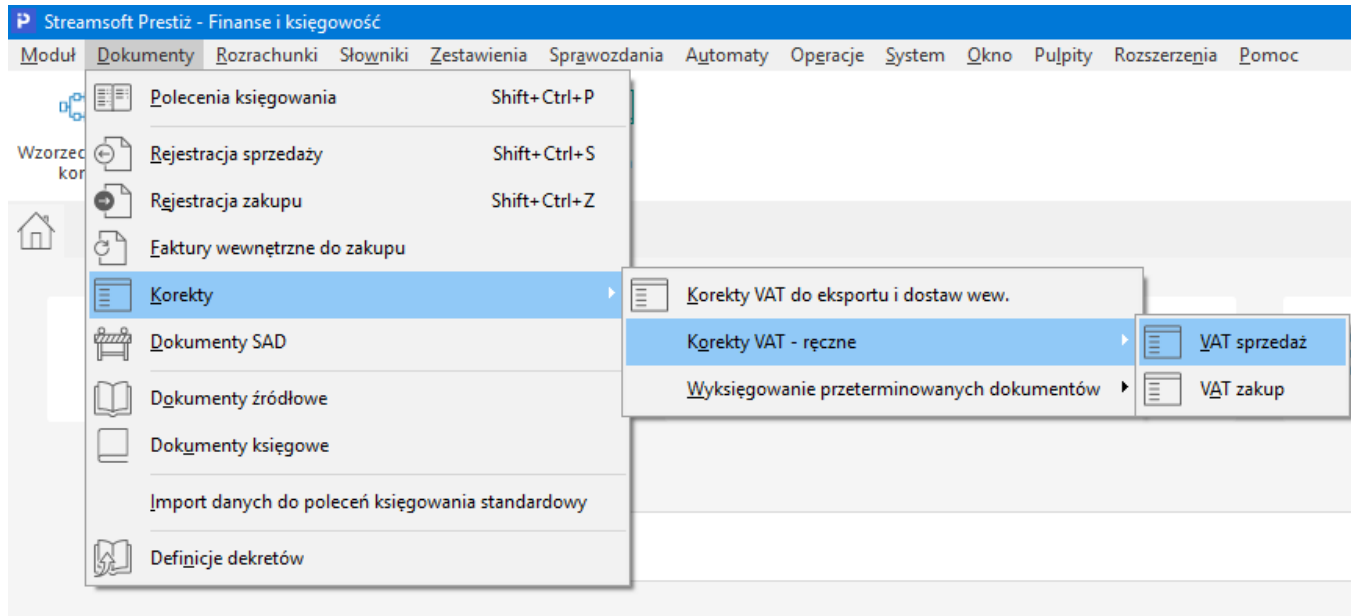 Streamsoft Prestiż - Finanse i księgowość
Moduł Dokumenty Rozrachunki Słowniki Zestawienia Sprawozdania Automaty Operacje System Okno Pulpity Rozszerzenia Pomoc
Polecenia księgowania Shift+Ctrl+P
Wzorzec
Rejestracja sprzedaży Shift+Ctrl+S
kor
Rejestracja zakupu Shift+Ctrl+Z
Faktury wewnętrzne do zakupu
Korekty
Korekty VAT do eksportu i dostaw wew.
Dokumenty SAD
Korekty VAT - ręczne
VAT sprzedaż
Dokumenty źródłowe
Wyksięgowanie przeterminowanych dokumentów
VAT zakup
Dokumenty księgowe
Import danych do poleceń księgowania standardowy
Definicje dekretów